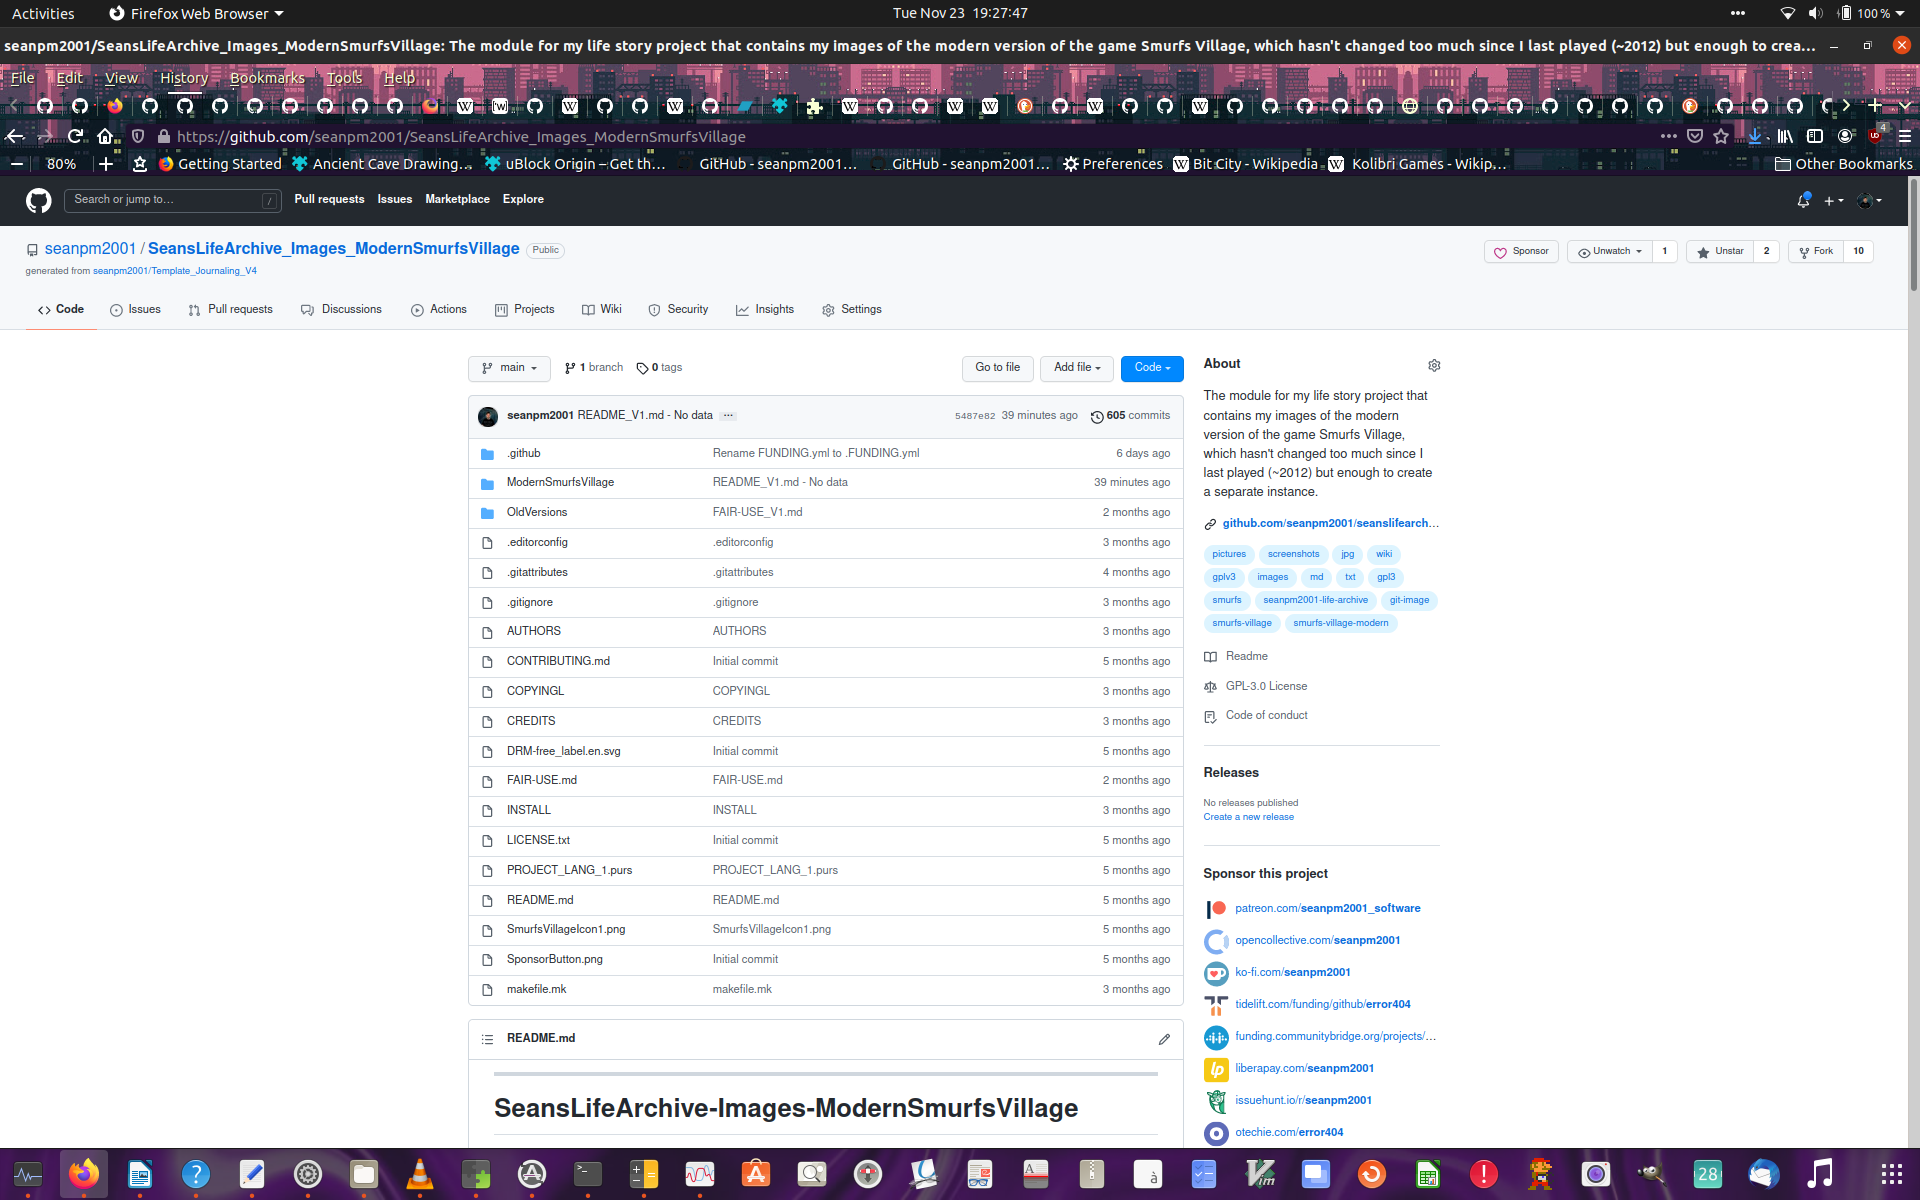 Activities
Firefox Web Browser
Tue Nov 23 19:27:47
100 %
seanpm2001/SeansLifeArchive_Images_ModernSmurfsVillage: The module for my life story project that contains my images of the modern version of the game Smurfs Village, which hasn't changed too much since I last played (~2012) but enough to crea...
File Edit View History Bookmarks Tools Help
https://github.com/seanpm2001/SeansLifeArchive_Images_ModernSmurfsVillage
4
80%
Getting Started
Ancient Cave Drawing...
uBlock Origin – Get th...
GitHub - seanpm2001...
GitHub - seanpm2001...
Preferences
Bit City - Wikipedia
Kolibri Games - Wikip...
Other Bookmarks
Search or jump to... /
Pull requests Issues Marketplace Explore
seanpm2001 / SeansLifeArchive_Images_ModernSmurfsVillage Public
Sponsor
Unwatch 1
Unstar 2
Fork 10
generated from seanpm2001/Template_Journaling_V4
Code Issues Pull requests Discussions Actions Projects Wiki Security Insights Settings
main 1 branch 0 tags Go to file Add file Code
seanpm2001 README_V1.md - No data ... 5487e82 39 minutes ago 605 commits
.github Rename FUNDING.yml to .FUNDING.yml 6 days ago
ModernSmurfsVillage README_V1.md - No data 39 minutes ago
OldVersions FAIR-USE_V1.md 2 months ago
.editorconfig .editorconfig 3 months ago
.gitattributes .gitattributes 4 months ago
.gitignore .gitignore 3 months ago
AUTHORS AUTHORS 3 months ago
CONTRIBUTING.md Initial commit 5 months ago
COPYINGL COPYINGL 3 months ago
CREDITS CREDITS 3 months ago
DRM-free_label.en.svg Initial commit 5 months ago
FAIR-USE.md FAIR-USE.md 2 months ago
INSTALL INSTALL 3 months ago
LICENSE.txt Initial commit 5 months ago
PROJECT_LANG_1.purs PROJECT_LANG_1.purs 5 months ago
README.md README.md 5 months ago
SmurfsVillageIcon1.png SmurfsVillageIcon1.png 5 months ago
SponsorButton.png Initial commit 5 months ago
makefile.mk makefile.mk 3 months ago
README.md
SeansLifeArchive-Images-ModernSmurfsVillage
About
The module for my life story project that
contains my images of the modern
version of the game Smurfs Village,
which hasn't changed too much since I
last played (~2012) but enough to create
a separate instance.
github.com/seanpm2001/seanslifearch...
pictures screenshots jpg wiki
gplv3 images md txt gpl3
smurfs seanpm2001-life-archive git-image
smurfs-village smurfs-village-modern
Readme
GPL-3.0 License
Code of conduct
Releases
No releases published
Create a new release
Sponsor this project
patreon.com/seanpm2001_software
opencollective.com/seanpm2001
ko-fi.com/seanpm2001
tidelift.com/funding/github/error404
funding.communitybridge.org/projects/...
liberapay.com/seanpm2001
issuehunt.io/r/seanpm2001
otechie.com/error404
28